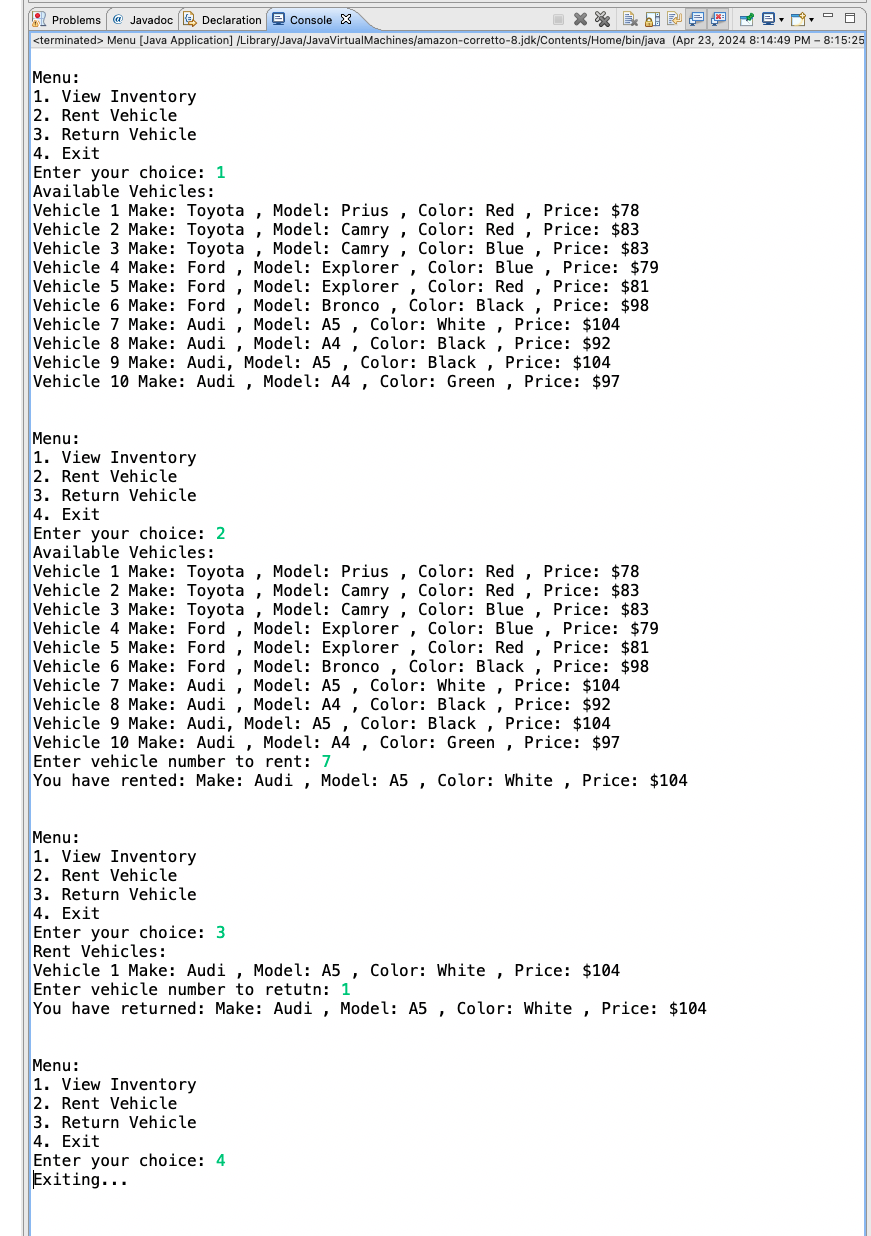 Problems @ Javadoc Declaration Console
<terminated> Menu [Java Application] /Library/Java/JavaVirtualMachines/amazon-corretto-8.jdk/Contents/Home/bin/java (Apr 23, 2024 8:14:49 PM – 8:15:25
Menu:
1. View Inventory
2. Rent Vehicle
3. Return Vehicle
4. Exit
Enter your choice: 1
Available Vehicles:
Vehicle 1 Make: Toyota , Model: Prius , Color: Red , Price: $78
Vehicle 2 Make: Toyota , Model: Camry , Color: Red , Price: $83
Vehicle 3 Make: Toyota , Model: Camry , Color: Blue , Price: $83
Vehicle 4 Make: Ford , Model: Explorer , Color: Blue , Price: $79
Vehicle 5 Make: Ford , Model: Explorer , Color: Red , Price: $81
Vehicle 6 Make: Ford , Model: Bronco , Color: Black , Price: $98
Vehicle 7 Make: Audi , Model: A5 , Color: White , Price: $104
Vehicle 8 Make: Audi , Model: A4 , Color: Black , Price: $92
Vehicle 9 Make: Audi, Model: A5 , Color: Black , Price: $104
Vehicle 10 Make: Audi , Model: A4 , Color: Green , Price: $97
Menu:
1. View Inventory
2. Rent Vehicle
3. Return Vehicle
4. Exit
Enter your choice: 2
Available Vehicles:
Vehicle 1 Make: Toyota , Model: Prius , Color: Red , Price: $78
Vehicle 2 Make: Toyota , Model: Camry , Color: Red , Price: $83
Vehicle 3 Make: Toyota , Model: Camry , Color: Blue , Price: $83
Vehicle 4 Make: Ford , Model: Explorer , Color: Blue , Price: $79
Vehicle 5 Make: Ford , Model: Explorer , Color: Red , Price: $81
Vehicle 6 Make: Ford , Model: Bronco , Color: Black , Price: $98
Vehicle 7 Make: Audi , Model: A5 , Color: White , Price: $104
Vehicle 8 Make: Audi , Model: A4 , Color: Black , Price: $92
Vehicle 9 Make: Audi, Model: A5 , Color: Black , Price: $104
Vehicle 10 Make: Audi , Model: A4 , Color: Green , Price: $97
Enter vehicle number to rent: 7
You have rented: Make: Audi , Model: A5 , Color: White , Price: $104
Menu:
1. View Inventory
2. Rent Vehicle
3. Return Vehicle
4. Exit
Enter your choice: 3
Rent Vehicles:
Vehicle 1 Make: Audi , Model: A5 , Color: White , Price: $104
Enter vehicle number to retutn: 1
You have returned: Make: Audi , Model: A5 , Color: White , Price: $104
Menu:
1. View Inventory
2. Rent Vehicle
3. Return Vehicle
4. Exit
Enter your choice: 4
Exiting...